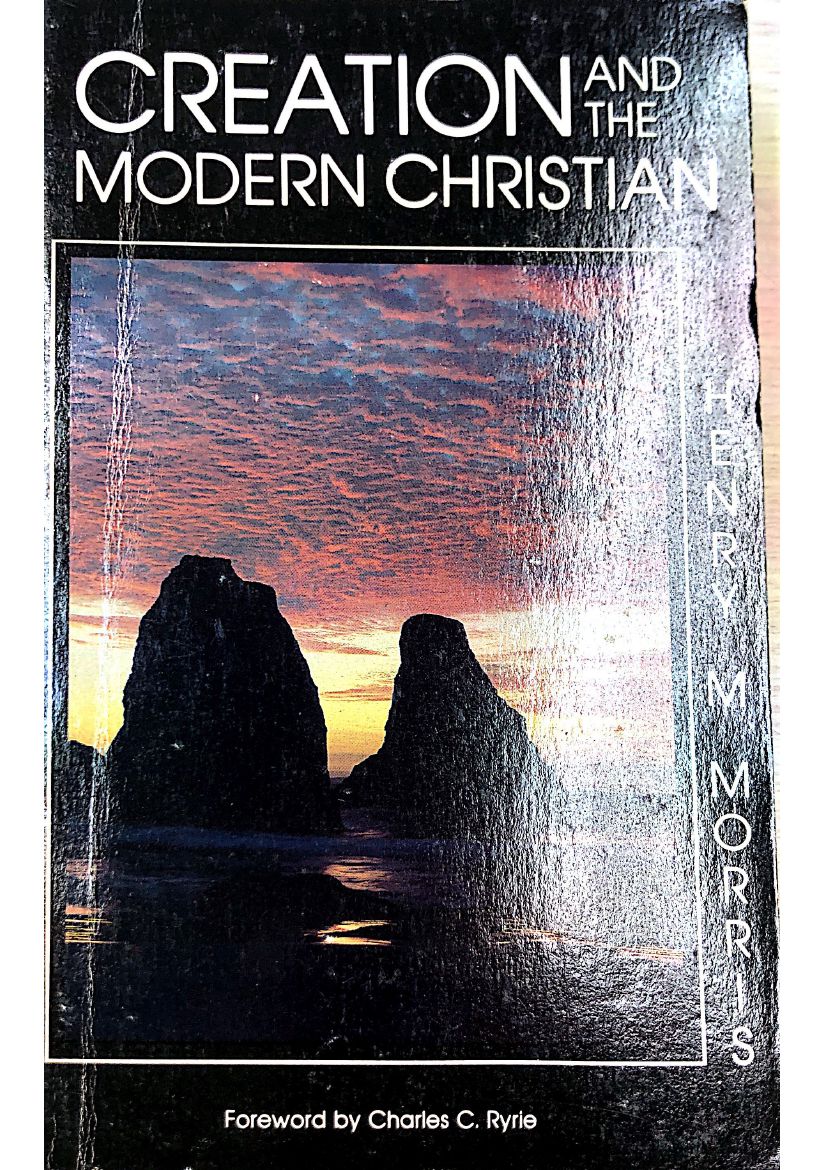 CREATION AND
THE
MODERN CHRISTIAN
HENRY M MORRIS
Foreword by Charles C. Ryrie